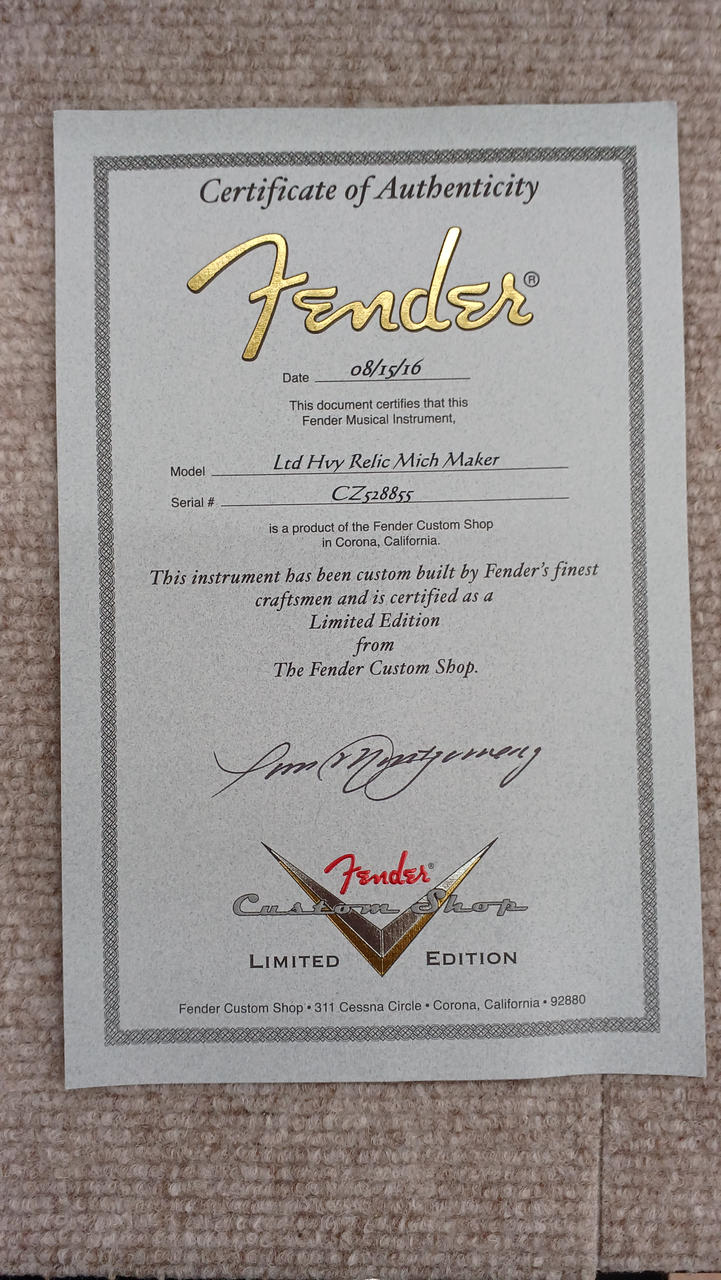 Certificate of Authenticity
Fender®
Date 08/15/16
This document certifies that this
Fender Musical Instrument,
Model Ltd Hvy Relic Mich Maker
Serial # CZ528855
is a product of the Fender Custom Shop
in Corona, California.
This instrument has been custom built by Fender's finest
craftsmen and is certified as a
Limited Edition
from
The Fender Custom Shop.
Fender®
Custom Shop
LIMITED EDITION
Fender Custom Shop • 311 Cessna Circle • Corona, California • 92880